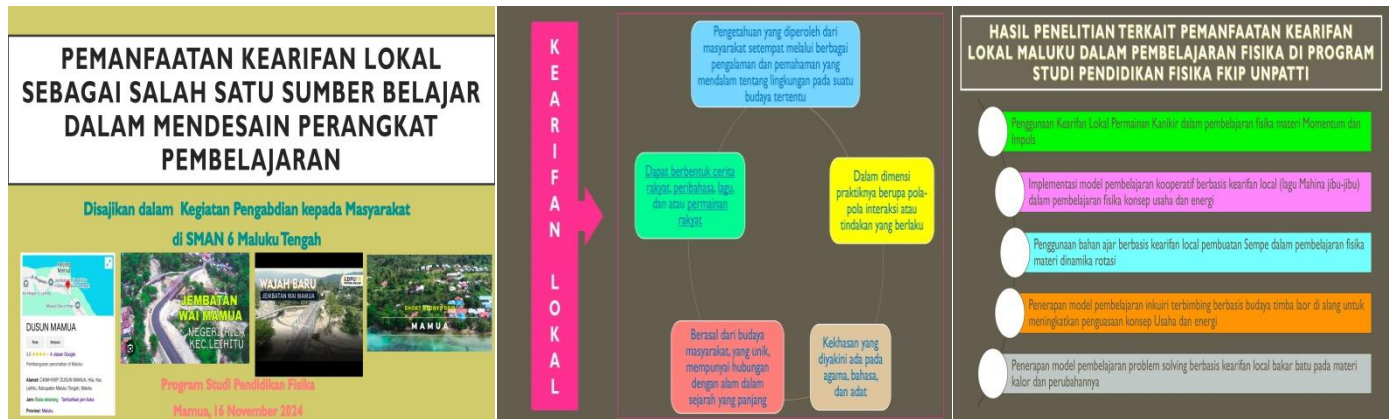 PEMANFAATAN KEARIFAN LOKAL
SEBAGAI SALAH SATU SUMBER BELAJAR
DALAM MENDESAIN PERANGKAT
PEMBELAJARAN
Disajikan dalam Kegiatan Pengabdian kepada Masyarakat
di SMAN 6 Maluku Tengah
DUSUN MAMUA
JEMBATAN
WAI MAMUA
NEGERI HILA
KEC.LEIHITU
WAJAH BARU
JEMBATAN WAI MAMUA
MAMUA
Program Studi Pendidikan Fisika
Mamua, 16 November 2024
KEARIFAN LOKAL
Pengetahuan yang diperoleh dari
masyarakat setempat melalui berbagai
pengalaman dan pemahaman yang
mendalam tentang lingkungan pada suatu
budaya tertentu
Dapat berbentuk cerita
rakyat, peribahasa, lagu,
dan atau permainan
rakyat
Dalam dimensi
praktiknya berupa pola-
pola interaksi atau
tindakan yang berlaku
Berasal dari budaya
masyarakat, yang unik,
mempunyai hubungan
dengan alam dalam
sejarah yang panjang
Kekhasan yang
diyakini ada pada
agama, bahasa,
dan adat
HASIL PENELITIAN TERKAIT PEMANFAATAN KEARIFAN
LOKAL MALUKU DALAM PEMBELAJARAN FISIKA DI PROGRAM
STUDI PENDIDIKAN FISIKA FKIP UNPATTI
Penggunaan Kearifan Lokal Permainan Kanikir dalam pembelajaran fisika materi Momentum dan
Impuls
Implementasi model pembelajaran kooperatif berbasis kearifan local (lagu Mahina jibu-jibu)
dalam pembelajaran fisika konsep usaha dan energi
Penggunaan bahan ajar berbasis kearifan local pembuatan Sempe dalam pembelajaran fisika
materi dinamika rotasi
Penerapan model pembelajaran inkuiri terbimbing berbasis budaya timba laor di alang untuk
meningkatkan penguasaan konsep Usaha dan energi
Penerapan model pembelajaran problem solving berbasis kearifan local bakar batu pada materi
kalor dan perubahannya